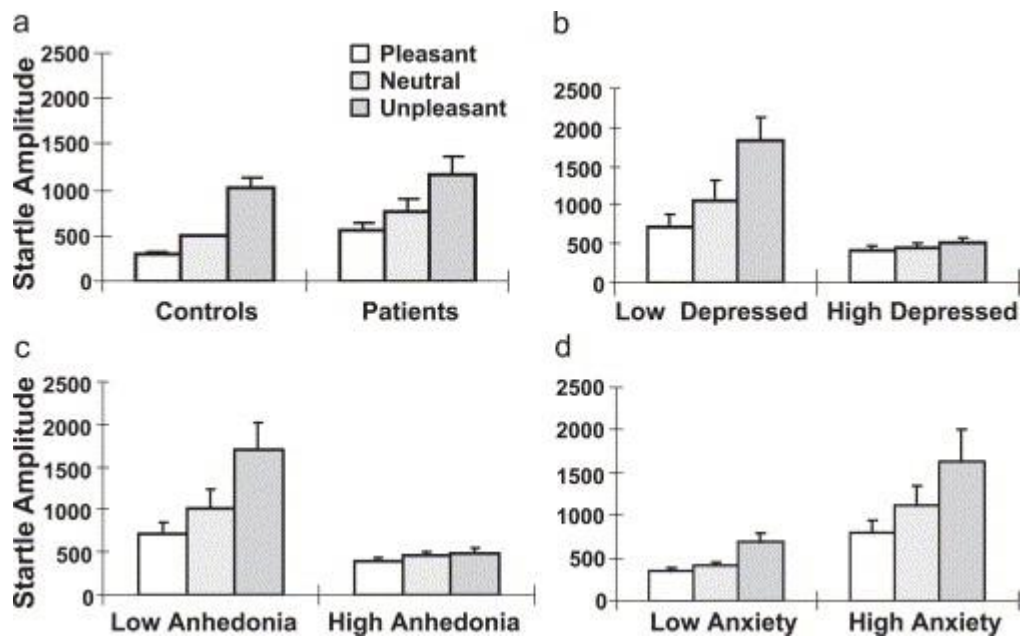 a
Startle Amplitude
2500
2000
1500
1000
500
0
Pleasant
Neutral
Unpleasant
Controls Patients
b
2500
2000
1500
1000
500
0
Low Depressed High Depressed
c
Startle Amplitude
2500
2000
1500
1000
500
0
Low Anhedonia High Anhedonia
d
2500
2000
1500
1000
500
0
Low Anxiety High Anxiety